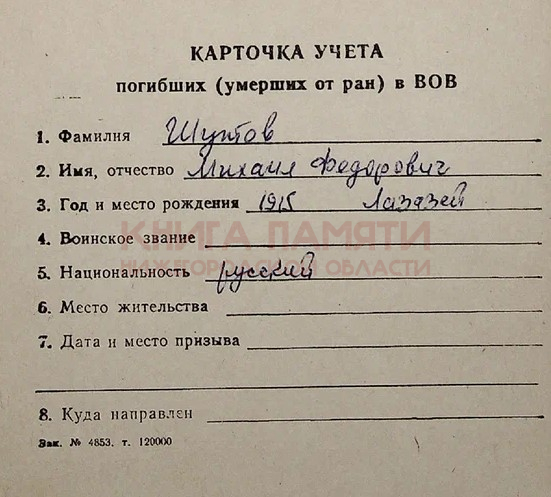 КАРТОЧКА УЧЕТА
погибших (умерших от ран) в ВОВ
1. Фамилия Шутов
2. Имя, отчество Михаил Федорович
3. Год и место рождения 1915 Лазазей
КНИГА ПАМЯТИ
4. Воинское звание
НИЖЕГОРОДСКОЙ ОБЛАСТИ
5. Национальность русский
6. Место жительства
7. Дата и место призыва
8. Куда направлен
Зак. № 4853. т. 120000